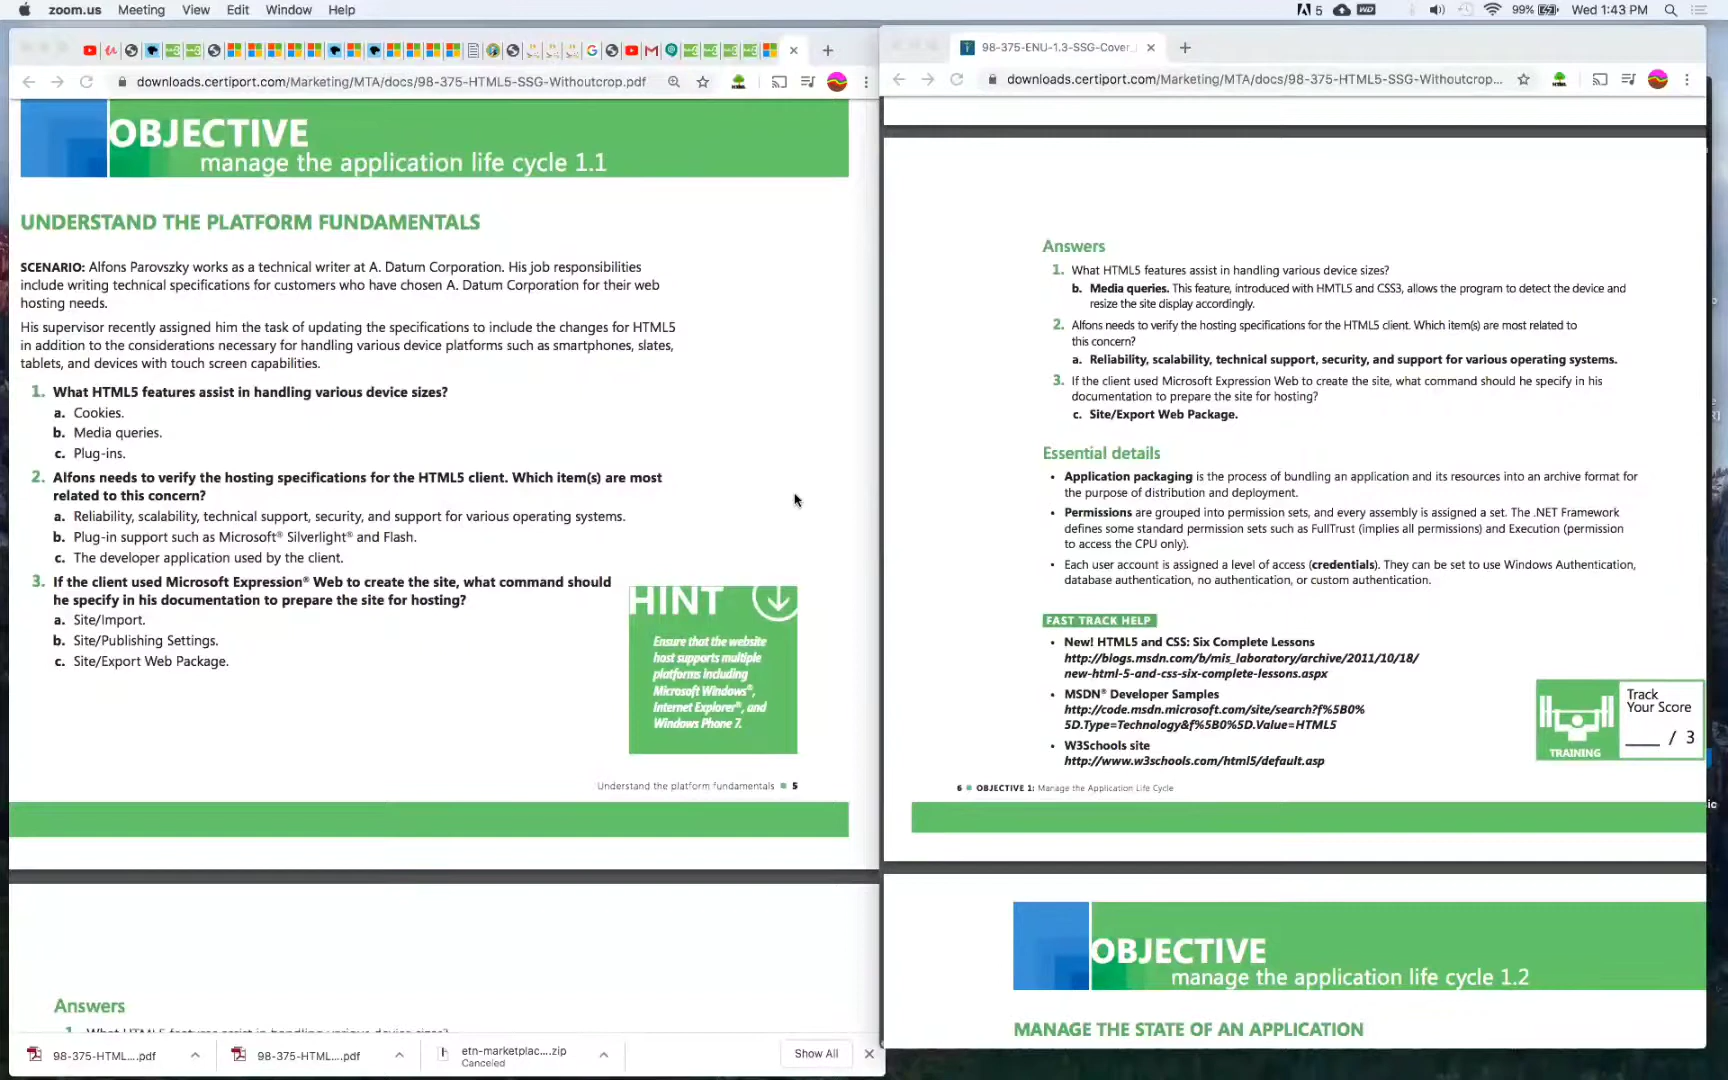 zoom.us Meeting View Edit Window Help
5 99% Wed 1:43 PM
downloads.certiport.com/Marketing/MTA/docs/98-375-HTML5-SSG-Withoutcrop.pdf
OBJECTIVE
manage the application life cycle 1.1
UNDERSTAND THE PLATFORM FUNDAMENTALS
SCENARIO: Alfons Parovszky works as a technical writer at A. Datum Corporation. His job responsibilities
include writing technical specifications for customers who have chosen A. Datum Corporation for their web
hosting needs.
His supervisor recently assigned him the task of updating the specifications to include the changes for HTML5
in addition to the considerations necessary for handling various device platforms such as smartphones, slates,
tablets, and devices with touch screen capabilities.
1. What HTML5 features assist in handling various device sizes?
a. Cookies.
b. Media queries.
c. Plug-ins.
2. Alfons needs to verify the hosting specifications for the HTML5 client. Which item(s) are most
related to this concern?
a. Reliability, scalability, technical support, security, and support for various operating systems.
b. Plug-in support such as Microsoft® Silverlight® and Flash.
c. The developer application used by the client.
3. If the client used Microsoft Expression® Web to create the site, what command should
he specify in his documentation to prepare the site for hosting?
a. Site/Import.
b. Site/Publishing Settings.
c. Site/Export Web Package.
HINT
Ensure that the website
host supports multiple
platforms including
Microsoft Windows®,
Internet Explorer®, and
Windows Phone 7.
Understand the platform fundamentals 5
Answers
1. What HTML5 features assist in handling various device sizes?
98-375-HTML....pdf
98-375-HTML....pdf
etn-marketplac....zip
Canceled
Show All
98-375-ENU-1.3-SSG-Cover_
downloads.certiport.com/Marketing/MTA/docs/98-375-HTML5-SSG-Withoutcrop...
Answers
1. What HTML5 features assist in handling various device sizes?
b. Media queries. This feature, introduced with HMTL5 and CSS3, allows the program to detect the device and
resize the site display accordingly.
2. Alfons needs to verify the hosting specifications for the HTML5 client. Which item(s) are most related to
this concern?
a. Reliability, scalability, technical support, security, and support for various operating systems.
3. If the client used Microsoft Expression Web to create the site, what command should he specify in his
documentation to prepare the site for hosting?
c. Site/Export Web Package.
Essential details
• Application packaging is the process of bundling an application and its resources into an archive format for
the purpose of distribution and deployment.
• Permissions are grouped into permission sets, and every assembly is assigned a set. The .NET Framework
defines some standard permission sets such as FullTrust (implies all permissions) and Execution (permission
to access the CPU only).
• Each user account is assigned a level of access (credentials). They can be set to use Windows Authentication,
database authentication, no authentication, or custom authentication.
FAST TRACK HELP
• New! HTML5 and CSS: Six Complete Lessons
http://blogs.msdn.com/b/mis_laboratory/archive/2011/10/18/
new-html-5-and-css-six-complete-lessons.aspx
• MSDN® Developer Samples
http://code.msdn.microsoft.com/site/search?f%5B0%
5D.Type=Technology&f%5B0%5D.Value=HTML5
• W3Schools site
http://www.w3schools.com/html5/default.asp
Track
Your Score
___ / 3
TRAINING
6 OBJECTIVE 1: Manage the Application Life Cycle
OBJECTIVE
manage the application life cycle 1.2
MANAGE THE STATE OF AN APPLICATION